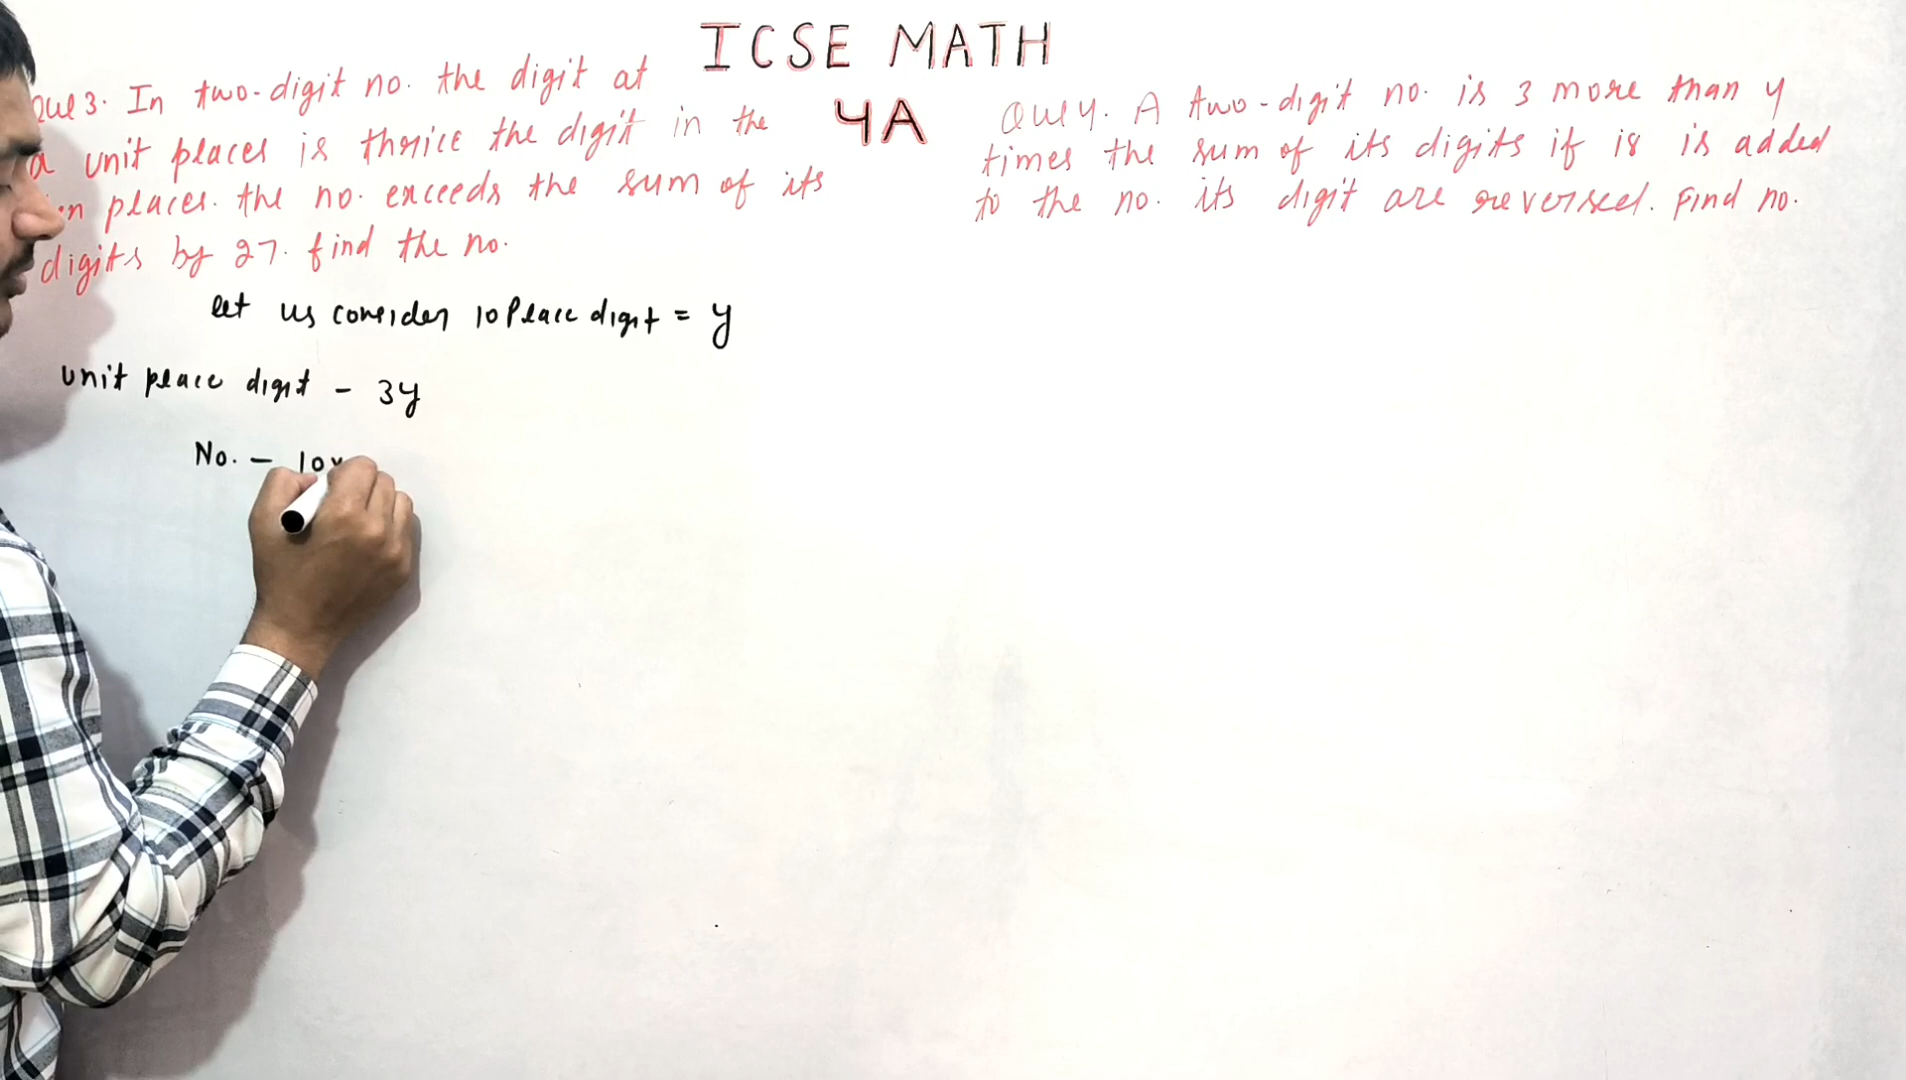 ICSE MATH
4A
Que 3. In two-digit no. the digit at
a unit places is thrice the digit in the
places. the no. exceeds the sum of its
digits by 27. find the no.
Que 4. A two-digit no. is 3 more than 4
times the sum of its digits if 18 is added
to the no. its digit are reversed. Find no.
let us consider 10 Place digit = y
unit place digit - 3y
No. - 10